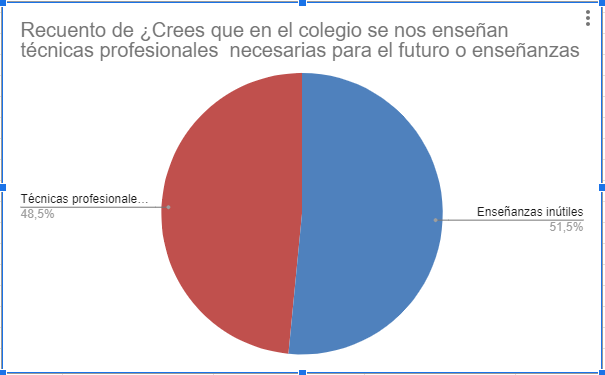 Recuento de ¿Crees que en el colegio se nos enseñan
técnicas profesionales  necesarias para el futuro o enseñanzas
Técnicas profesionale…
48,5%
Enseñanzas inútiles
51,5%